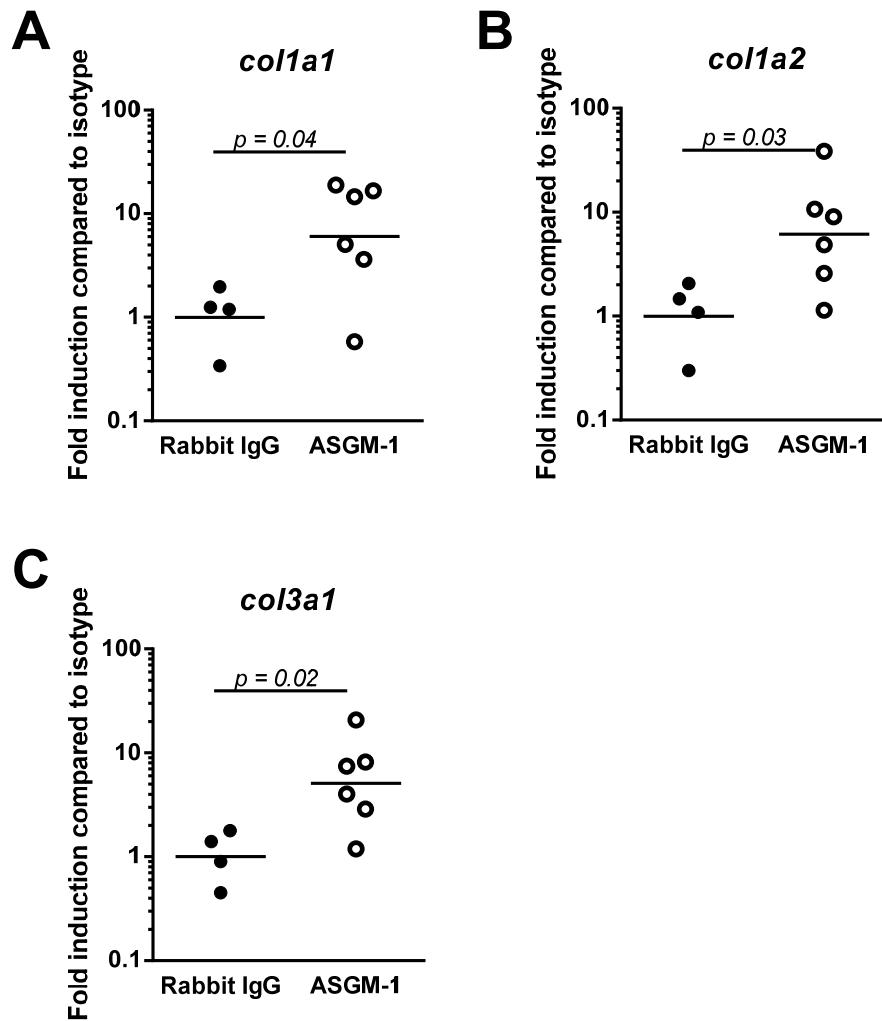 A
col1a1
Fold induction compared to isotype
100
10
1
0.1
p = 0.04
Rabbit IgG
ASGM-1
B
col1a2
Fold induction compared to isotype
100
10
1
0.1
p = 0.03
Rabbit IgG
ASGM-1
C
col3a1
Fold induction compared to isotype
100
10
1
0.1
p = 0.02
Rabbit IgG
ASGM-1